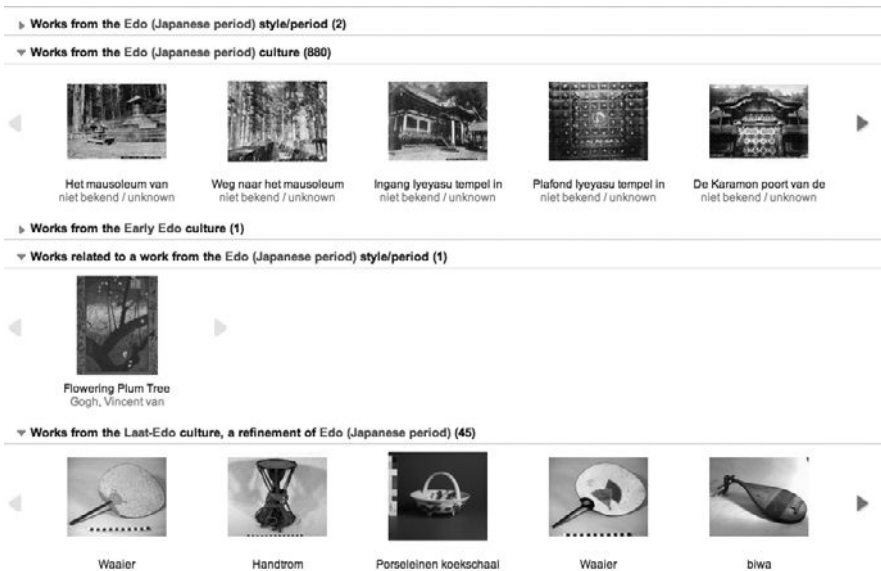 Works from the Edo (Japanese period) style/period (2)
Works from the Edo (Japanese period) culture (880)
Het mausoleum van
niet bekend / unknown
Weg naar het mausoleum
niet bekend / unknown
Ingang Iyeyasu tempel in
niet bekend / unknown
Plafond Iyeyasu tempel in
niet bekend / unknown
De Karamon poort van de
niet bekend / unknown
Works from the Early Edo culture (1)
Works related to a work from the Edo (Japanese period) style/period (1)
Flowering Plum Tree
Gogh, Vincent van
Works from the Laat-Edo culture, a refinement of Edo (Japanese period) (45)
Waaier
Handtrom
Porseleinen koekschaal
Waaier
biwa